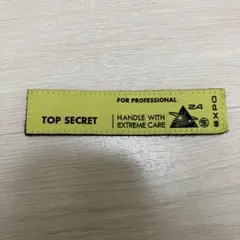 FOR PROFESSIONAL
TOP SECRET
HANDLE WITH
EXTREME CARE
24
EXPO